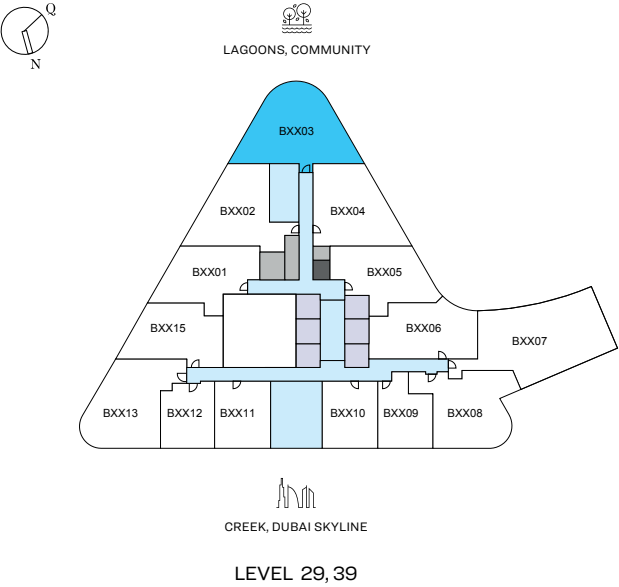 Q
N
LAGOONS, COMMUNITY
BXX03
BXX02
BXX04
BXX01
BXX05
BXX15
BXX06
BXX07
BXX13
BXX12
BXX11
BXX10
BXX09
BXX08
CREEK, DUBAI SKYLINE
LEVEL 29, 39